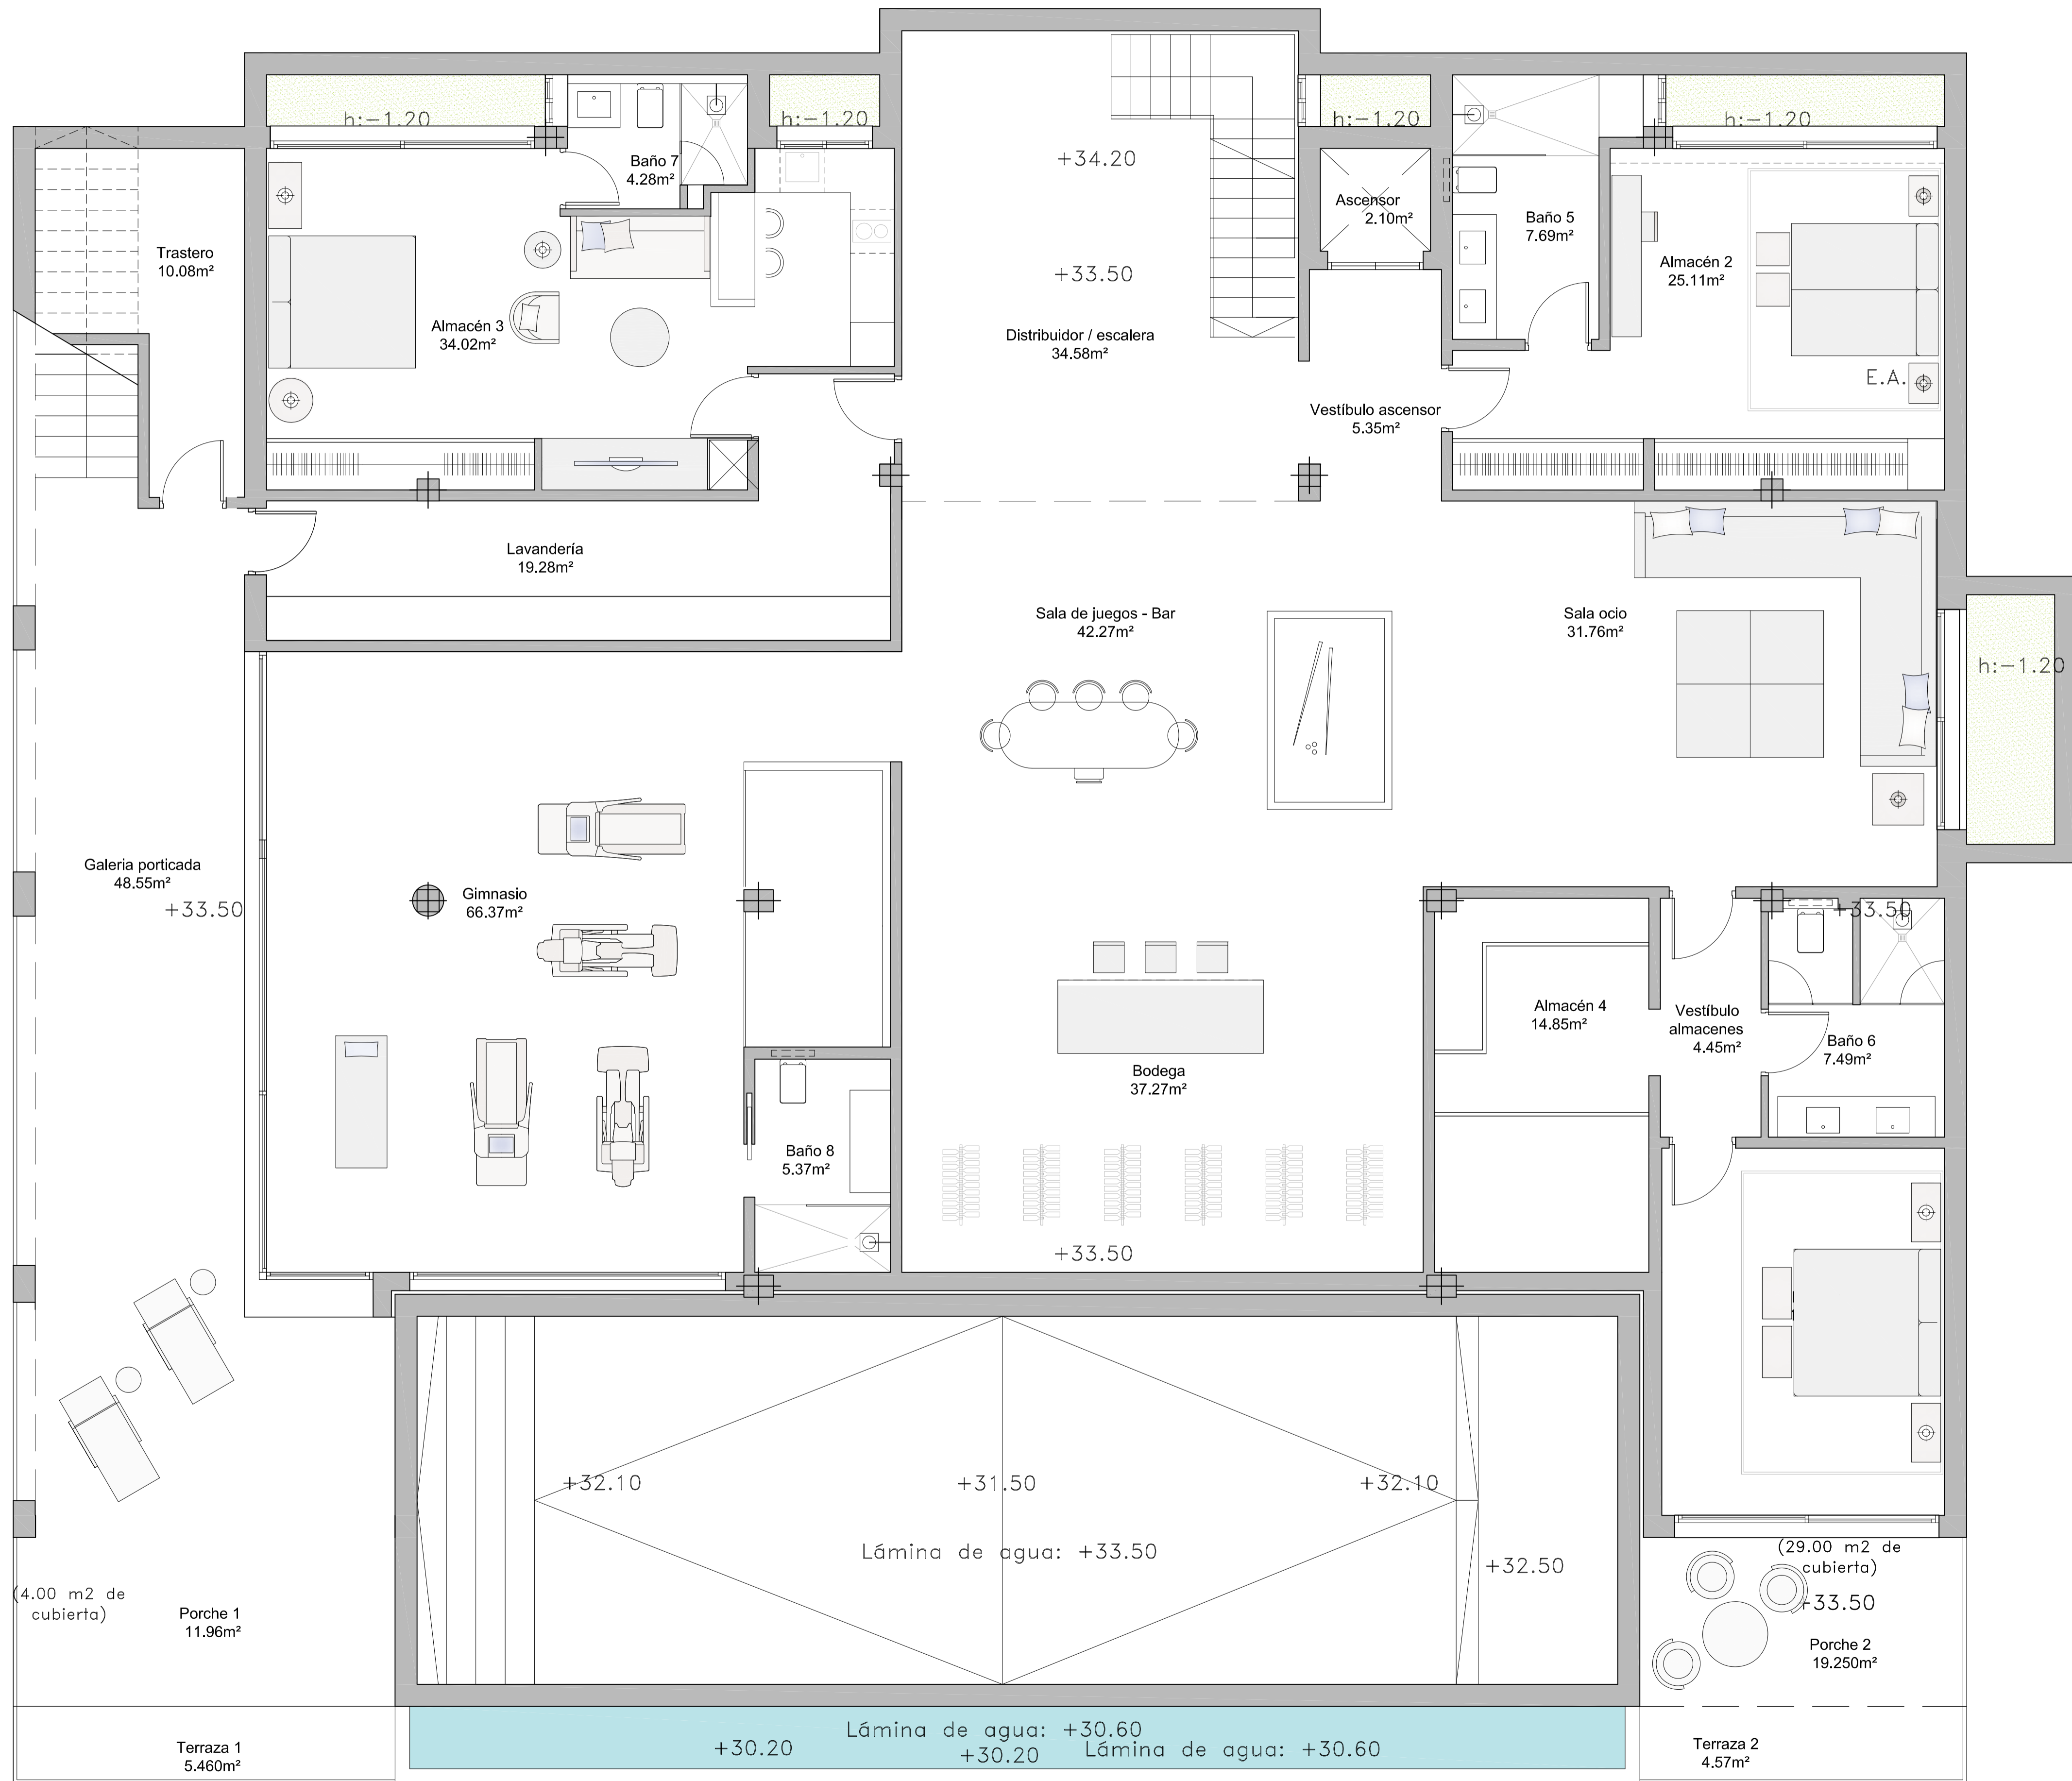 h:-1.20
h:-1.20
h:-1.20
h:-1.20
Baño 7
4.28m²
+34.20
Ascensor
2.10m²
Baño 5
7.69m²
Trastero
10.08m²
Almacén 2
25.11m²
+33.50
Almacén 3
34.02m²
Distribuidor / escalera
34.58m²
E.A.
Vestíbulo ascensor
5.35m²
Lavandería
19.28m²
Sala de juegos - Bar
42.27m²
Sala ocio
31.76m²
h:-1.20
Galeria porticada
48.55m²
+33.50
Gimnasio
66.37m²
+33.50
Almacén 4
14.85m²
Vestíbulo
almacenes
4.45m²
Baño 6
7.49m²
Bodega
37.27m²
Baño 8
5.37m²
+33.50
+32.10
+31.50
+32.10
Lámina de agua: +33.50
+32.50
(29.00 m2 de
cubierta)
+33.50
(4.00 m2 de
cubierta)
Porche 1
11.96m²
Porche 2
19.250m²
Terraza 1
5.460m²
+30.20
Lámina de agua: +30.60
+30.20
Lámina de agua: +30.60
Terraza 2
4.57m²